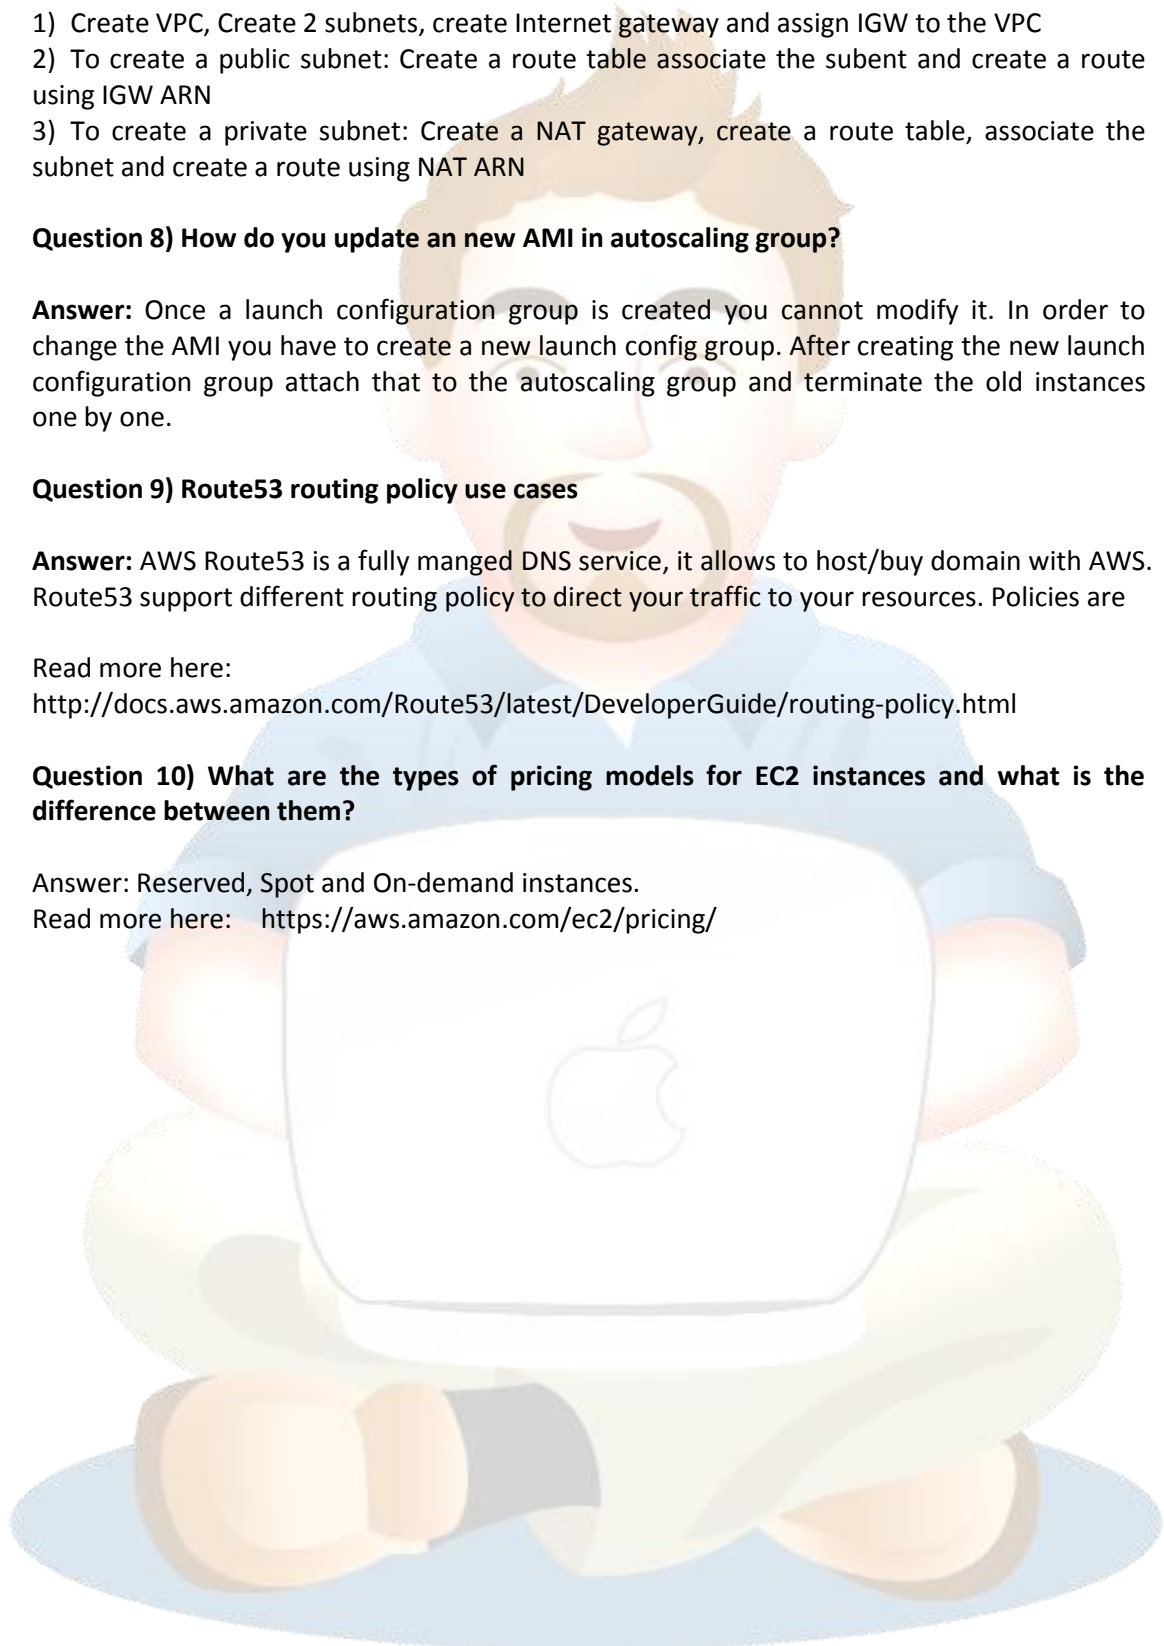 1) Create VPC, Create 2 subnets, create Internet gateway and assign IGW to the VPC
2) To create a public subnet: Create a route table associate the subent and create a route
using IGW ARN
3) To create a private subnet: Create a NAT gateway, create a route table, associate the
subnet and create a route using NAT ARN
Question 8) How do you update an new AMI in autoscaling group?
Answer: Once a launch configuration group is created you cannot modify it. In order to
change the AMI you have to create a new launch config group. After creating the new launch
configuration group attach that to the autoscaling group and terminate the old instances
one by one.
Question 9) Route53 routing policy use cases
Answer: AWS Route53 is a fully manged DNS service, it allows to host/buy domain with AWS.
Route53 support different routing policy to direct your traffic to your resources. Policies are
Read more here:
http://docs.aws.amazon.com/Route53/latest/DeveloperGuide/routing-policy.html
Question 10) What are the types of pricing models for EC2 instances and what is the
difference between them?
Answer: Reserved, Spot and On-demand instances.
Read more here: https://aws.amazon.com/ec2/pricing/